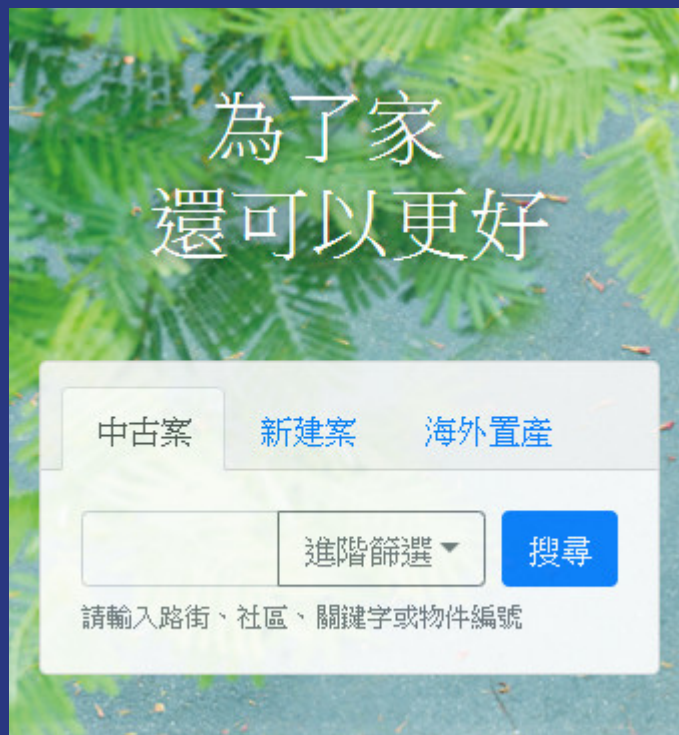 為了家
還可以更好
中古案 新建案 海外置產
進階篩選 搜尋
請輸入路街、社區、關鍵字或物件編號